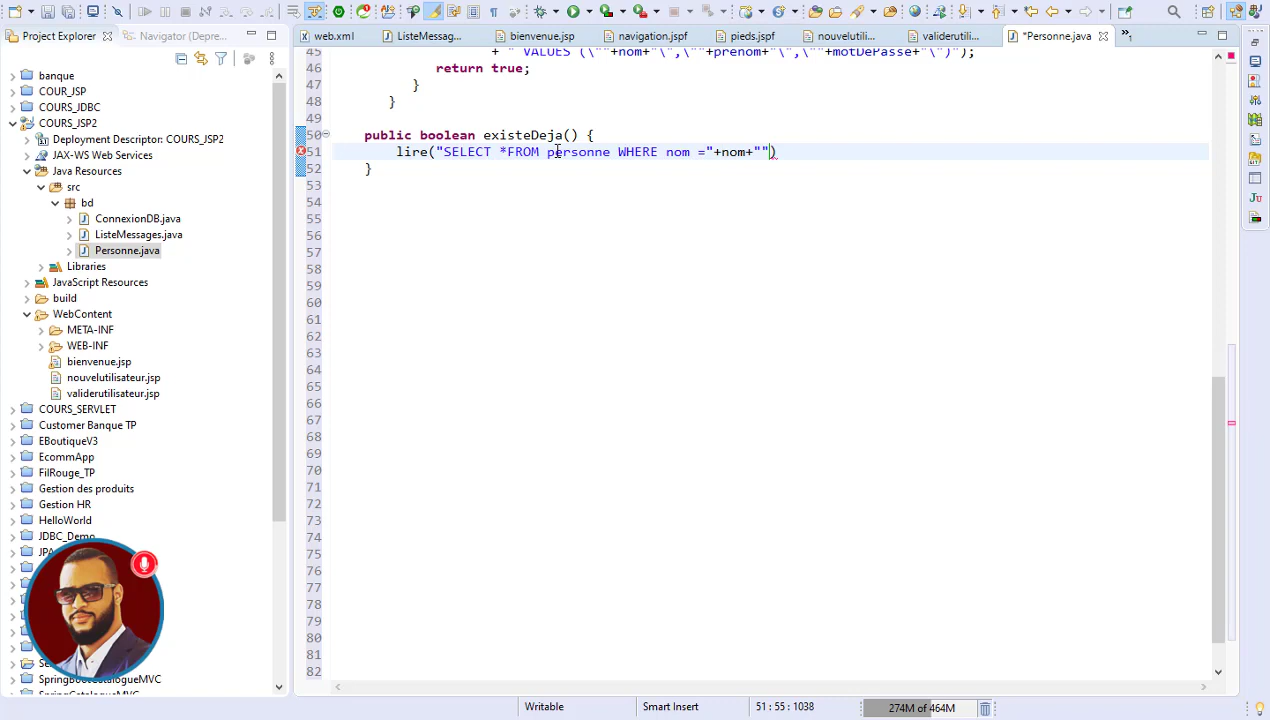 Project Explorer
Navigator (Depre...
web.xml
ListeMessag...
bienvenue.jsp
navigation.jspf
pieds.jspf
nouvelutili...
validerutili...
*Personne.java
»1
banque
COUR_JSP
COURS_JDBC
COURS_JSP2
Deployment Descriptor: COURS_JSP2
JAX-WS Web Services
Java Resources
src
bd
ConnexionDB.java
ListeMessages.java
Personne.java
Libraries
JavaScript Resources
build
WebContent
META-INF
WEB-INF
bienvenue.jsp
nouvelutilisateur.jsp
validerutilisateur.jsp
COURS_SERVLET
Customer Banque TP
EBoutiqueV3
EcommApp
FilRouge_TP
Gestion des produits
Gestion HR
HelloWorld
JDBC_Demo
SpringBootCatalogueMVC
SpringCatalogueMVC
45 + " VALUES (\""+nom+"\",\""+prenom+"\",\""+motDePasse+"\")");
46 return true;
47 }
48 }
49
50 public boolean existeDeja() {
51 lire("SELECT *FROM personne WHERE nom ="+nom+"")
52 }
53
54
55
56
57
58
59
60
61
62
63
64
65
66
67
68
69
70
71
72
73
74
75
76
77
78
79
80
81
82
Writable
Smart Insert
51 : 55 : 1038
274M of 464M